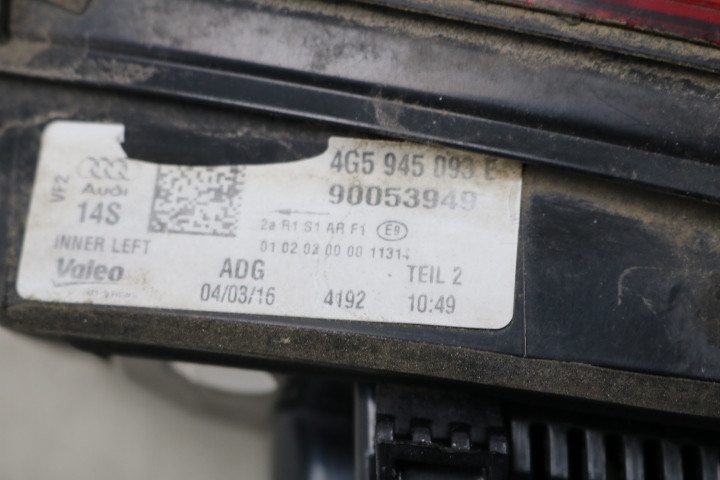 VF2
Audi
14S
INNER LEFT
Valeo
4G5 945 093 E
90053949
2a R1 S1 AR F1 E9
01 02 03 00 00 11314
ADG
TEIL 2
04/03/16
4192
10:49